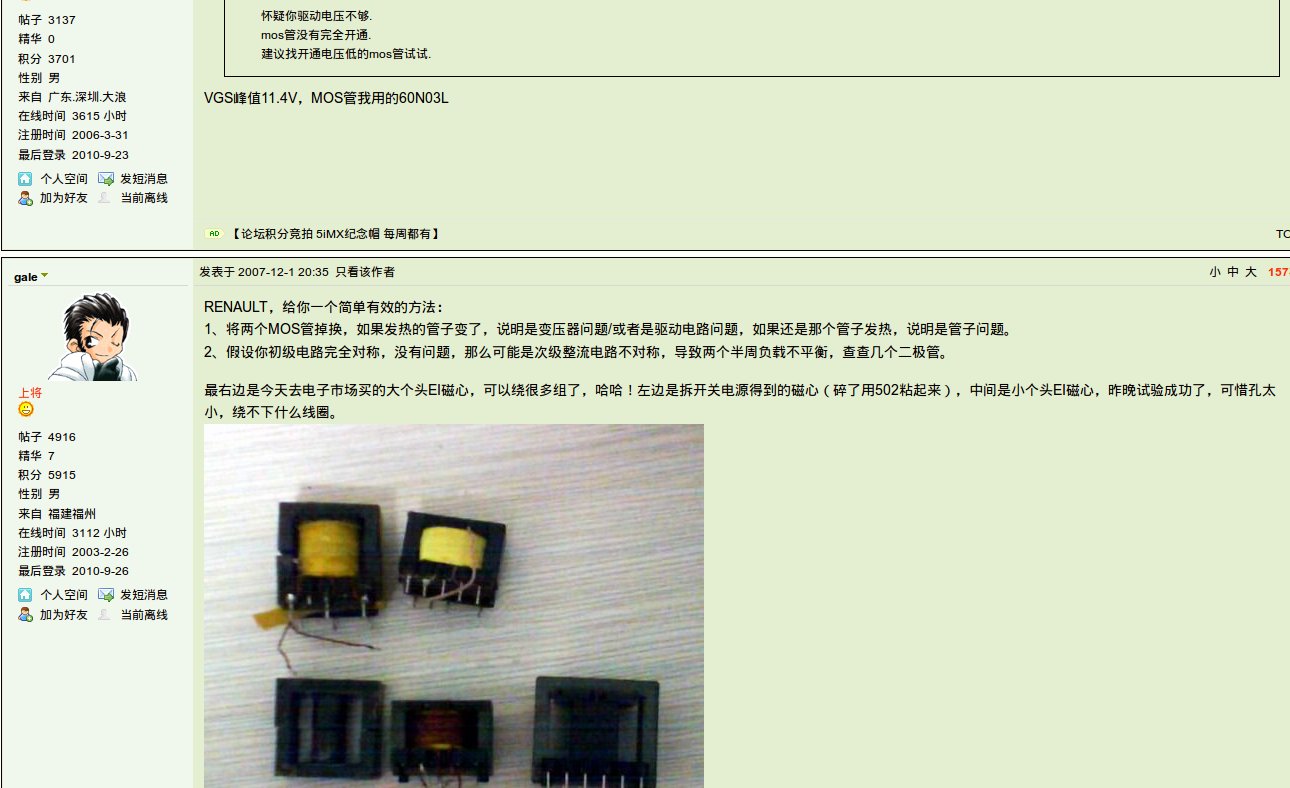 怀疑你驱动电压不够.
mos管没有完全开通.
建议找开通电压低的mos管试试.
帖子 3137
精华 0
积分 3701
性别 男
来自 广东.深圳.大浪
在线时间 3615 小时
注册时间 2006-3-31
最后登录 2010-9-23
个人空间 发短消息
加为好友 当前离线
VGS峰值11.4V，MOS管我用的60N03L
AD 【论坛积分竞拍 5iMX纪念帽 每周都有】
gale
上将
帖子 4916
精华 7
积分 5915
性别 男
来自 福建福州
在线时间 3112 小时
注册时间 2003-2-26
最后登录 2010-9-26
个人空间 发短消息
加为好友 当前离线
发表于 2007-12-1 20:35 只看该作者
小 中 大
RENAULT，给你一个简单有效的方法：
1、将两个MOS管掉换，如果发热的管子变了，说明是变压器问题/或者是驱动电路问题，如果还是那个管子发热，说明是管子问题。
2、假设你初级电路完全对称，没有问题，那么可能是次级整流电路不对称，导致两个半周负载不平衡，查查几个二极管。
最右边是今天去电子市场买的大个头EI磁心，可以绕很多组了，哈哈！左边是拆开关电源得到的磁心（碎了用502粘起来），中间是小个头EI磁心，昨晚试验成功了，可惜孔太
小，绕不下什么线圈。